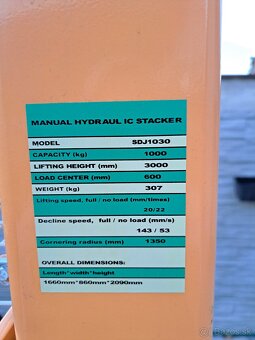 MANUAL HYDRAUL IC STACKER
MODEL SDJ1030
CAPACITY (kg) 1000
LIFTING HEIGHT (mm) 3000
LOAD CENTER (mm) 600
WEIGHT (kg) 307
Lifting speed, full / no load (mm/times)
20/22
Decline speed, full / no load (mm/s)
143 / 53
Cornering radius (mm) 1350
OVERALL DIMENSIONS:
Length*width*height
1660mm*860mm*2090mm